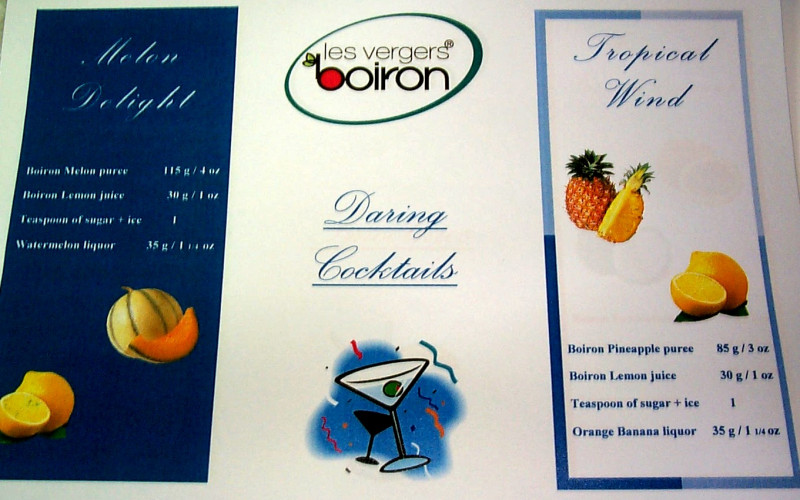 Melon
Delight
Boiron Melon puree 115 g / 4 oz
Boiron Lemon juice 30 g / 1 oz
Teaspoon of sugar + ice 1
Watermelon liquor 35 g / 1 1/4 oz
les vergers®
boiron
Daring
Cocktails
Tropical
Wind
Boiron Pineapple puree 85 g / 3 oz
Boiron Lemon juice 30 g / 1 oz
Teaspoon of sugar + ice 1
Orange Banana liquor 35 g / 1 1/4 oz